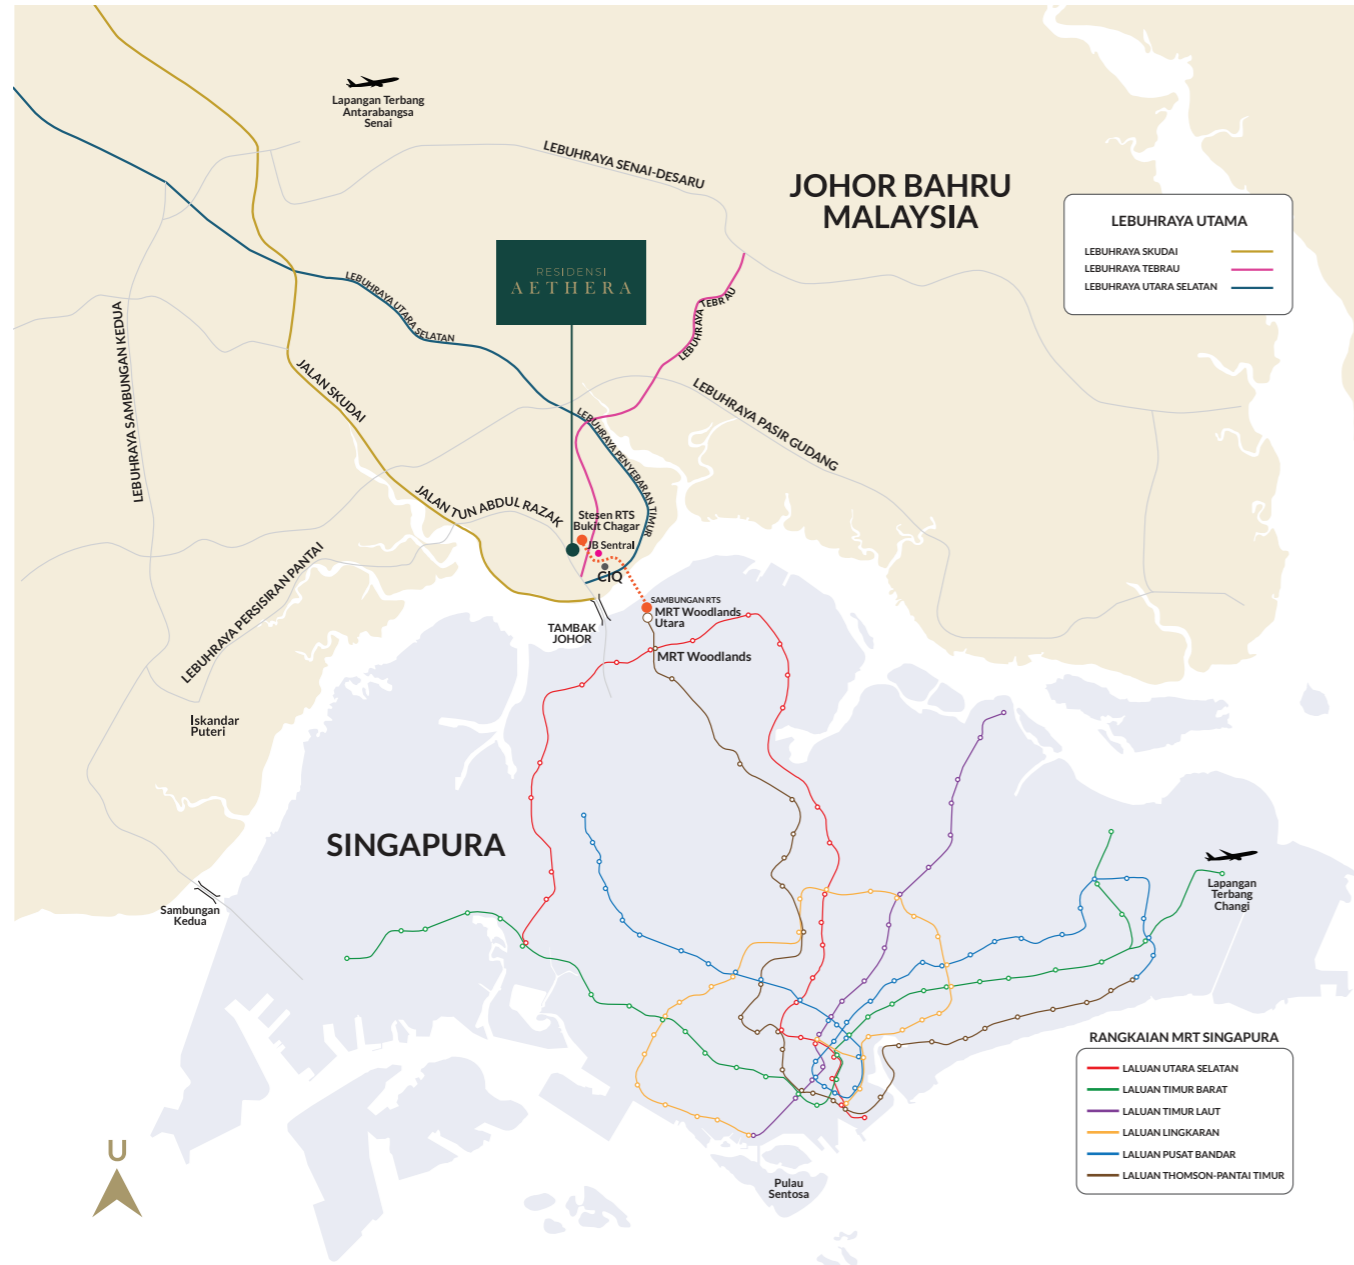 Lapangan Terbang
Antarabangsa
Senai
LEBUHRAYA SENAI-DESARU
JOHOR BAHRU
MALAYSIA
LEBUHRAYA UTAMA
LEBUHRAYA SKUDAI
LEBUHRAYA TEBRAU
LEBUHRAYA UTARA SELATAN
RESIDENSI
AETHERA
LEBUHRAYA UTARA SELATAN
LEBUHRAYA TEBRAU
LEBUHRAYA SAMBUNGAN KEDUA
JALAN SKUDAI
LEBUHRAYA PASIR GUDANG
LEBUHRAYA PENYEBARAN TIMUR
JALAN TUN ABDUL RAZAK
Stesen RTS
Bukit Chagar
JB Sentral
CIQ
LEBUHRAYA PERSISIRAN PANTAI
SAMBUNGAN RTS
MRT Woodlands
Utara
TAMBAK
JOHOR
MRT Woodlands
Iskandar
Puteri
SINGAPURA
Sambungan
Kedua
Lapangan
Terbang
Changi
RANGKAIAN MRT SINGAPURA
LALUAN UTARA SELATAN
LALUAN TIMUR BARAT
LALUAN TIMUR LAUT
LALUAN LINGKARAN
LALUAN PUSAT BANDAR
LALUAN THOMSON-PANTAI TIMUR
U
Pulau
Sentosa